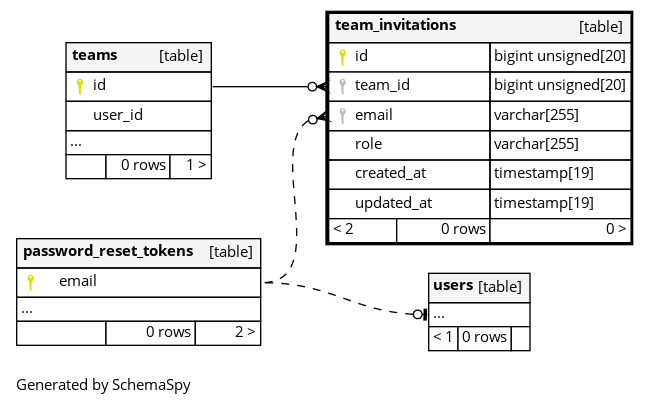 teams [table]
id
user_id
...
0 rows 1 >
team_invitations [table]
id bigint unsigned[20]
team_id bigint unsigned[20]
email varchar[255]
role varchar[255]
created_at timestamp[19]
updated_at timestamp[19]
< 2 0 rows 0 >
password_reset_tokens [table]
email
...
0 rows 2 >
users [table]
...
< 1 0 rows
Generated by SchemaSpy